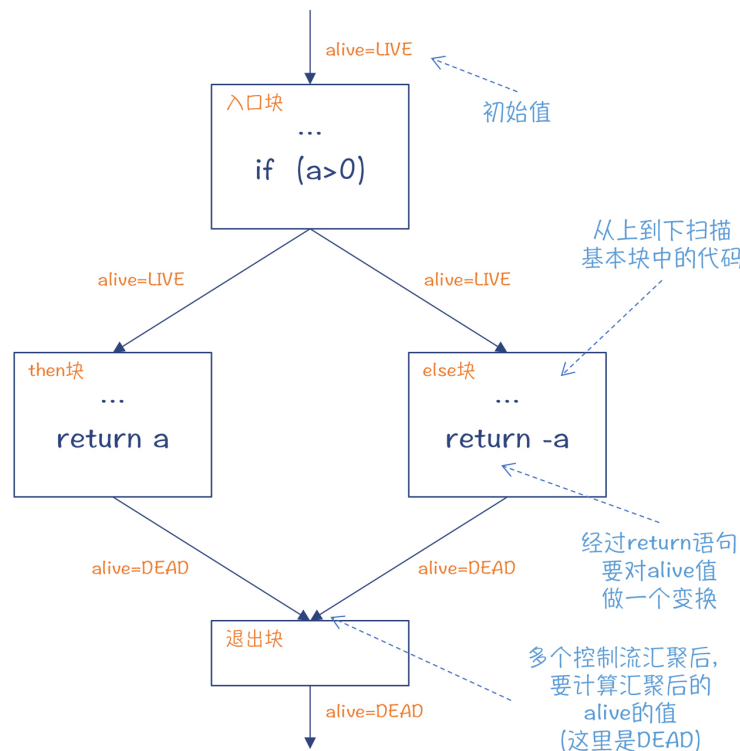 alive=LIVE
初始值
入口块
...
if (a>0)
从上到下扫描
基本块中的代码
alive=LIVE
alive=LIVE
then块
...
return a
else块
...
return -a
经过return语句
要对alive值
做一个变换
alive=DEAD
alive=DEAD
退出块
多个控制流汇聚后,
要计算汇聚后的
alive的值
(这里是DEAD)
alive=DEAD